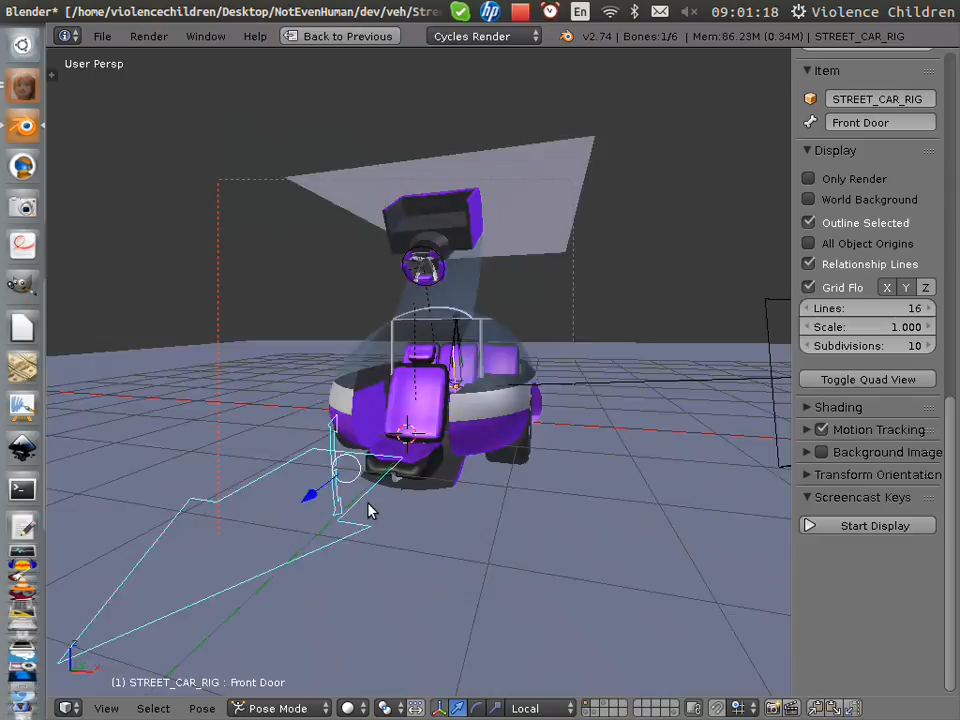 Blender* [/home/violencechildren/Desktop/NotEvenHuman/dev/veh/Stre
En
09:01:18
Violence Children
File Render Window Help Back to Previous Cycles Render v2.74 | Bones:1/6 | Mem:86.23M (0.34M) | STREET_CAR_RIG
User Persp
Item
STREET_CAR_RIG
Front Door
Display
Only Render
World Background
Outline Selected
All Object Origins
Relationship Lines
Grid Flo X Y Z
Lines: 16
Scale: 1.000
Subdivisions: 10
Toggle Quad View
Shading
Motion Tracking
Background Image
Transform Orientation
Screencast Keys
Start Display
(1) STREET_CAR_RIG : Front Door
View Select Pose Pose Mode Local